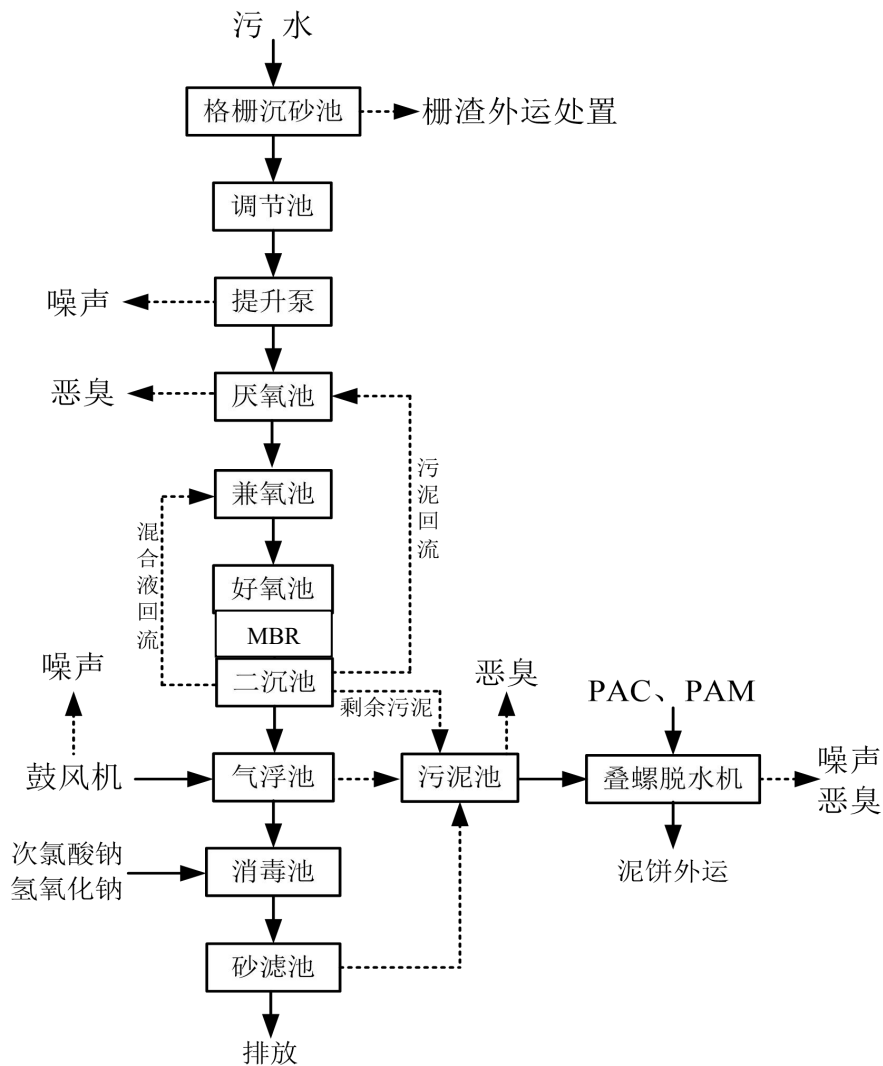 污 水
格栅沉砂池
栅渣外运处置
调节池
噪声
提升泵
恶臭
厌氧池
污泥回流
兼氧池
混合液回流
好氧池
MBR
二沉池
剩余污泥
噪声
恶臭
PAC、PAM
鼓风机
气浮池
污泥池
叠螺脱水机
噪声
恶臭
次氯酸钠
氢氧化钠
消毒池
泥饼外运
砂滤池
排放